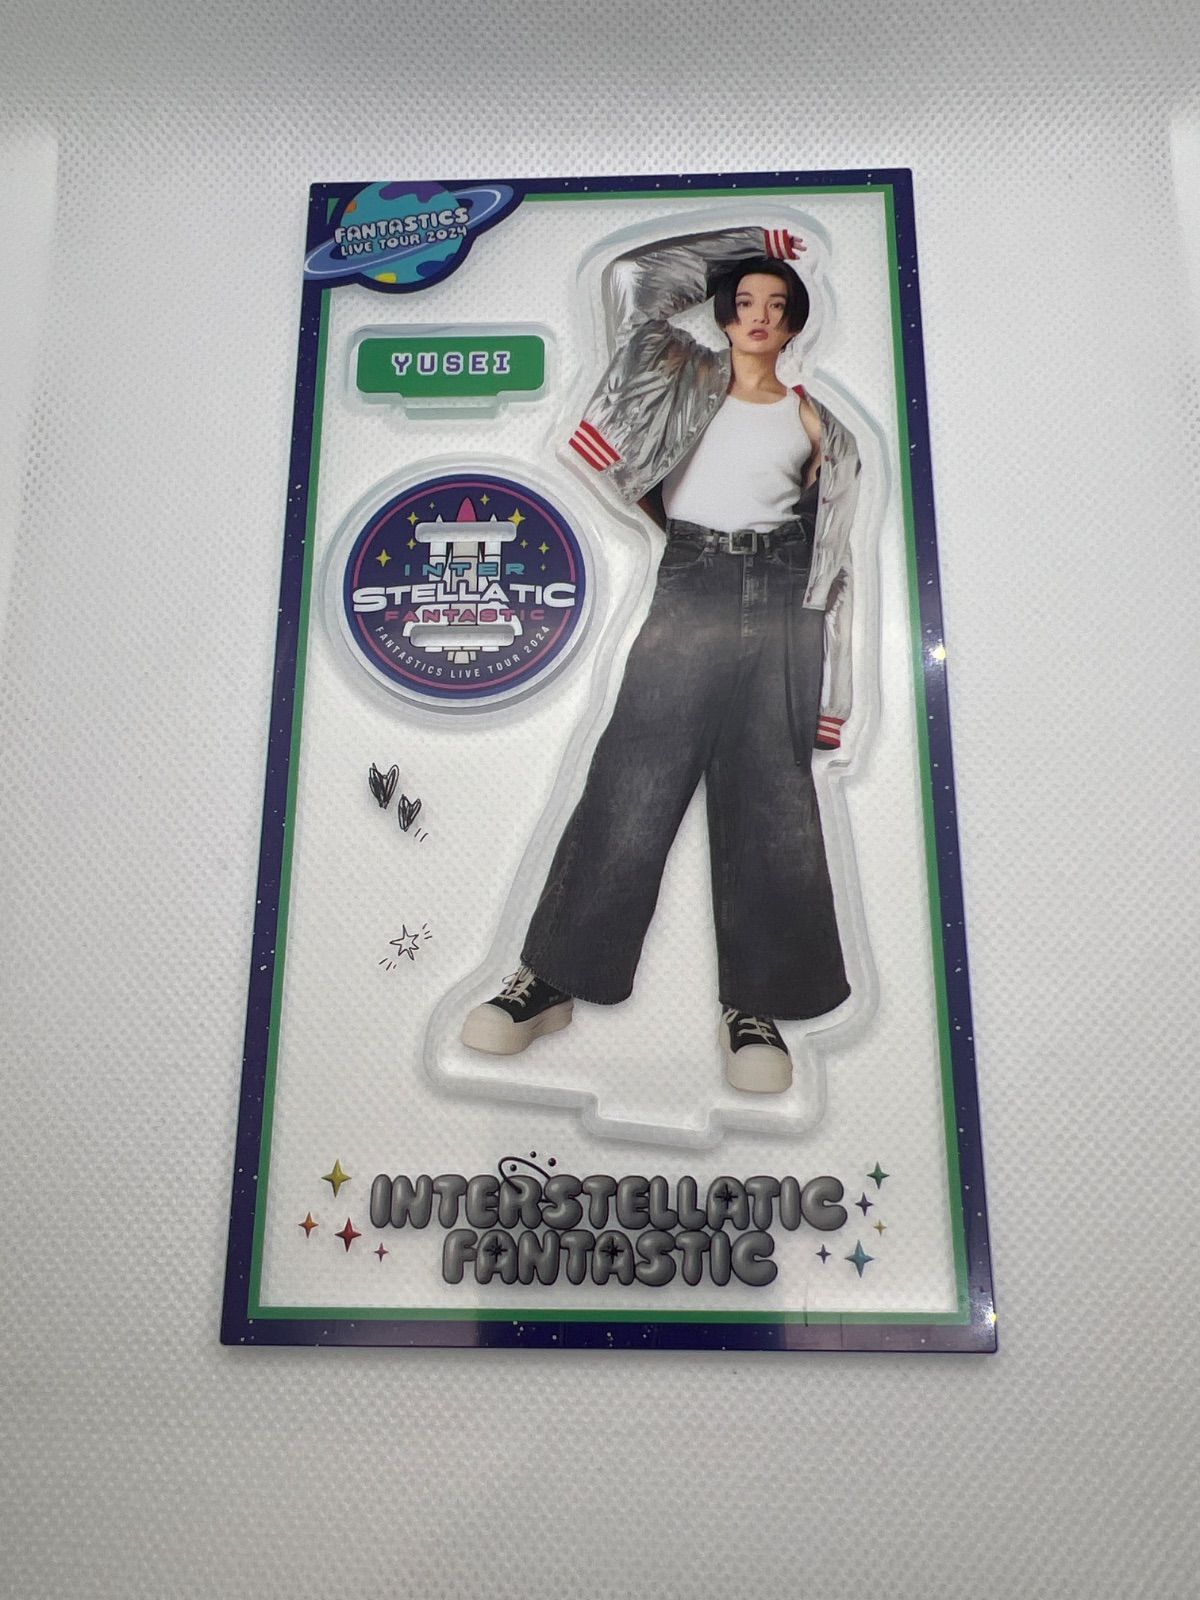 FANTASTICS
LIVE TOUR 2024
YUSEI
INTER
STELLATIC
FANTASTIC
FANTASTICS LIVE TOUR 2024
INTERSTELLATIC
FANTASTIC